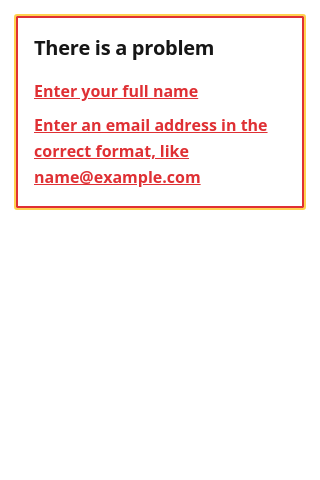 There is a problem
Enter your full name
Enter an email address in the
correct format, like
name@example.com